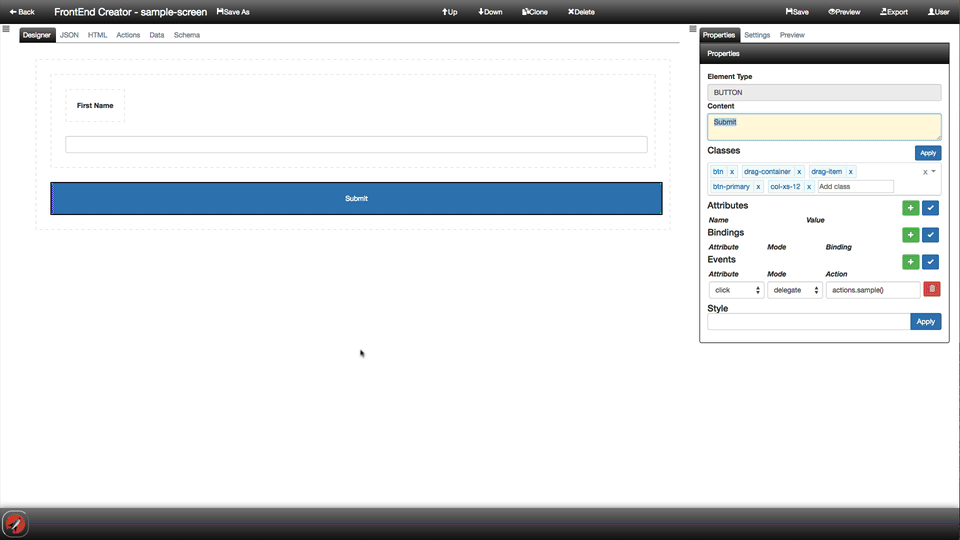 Back FrontEnd Creator - sample-screen Save As Up Down Clone Delete Save Preview Export User
Designer JSON HTML Actions Data Schema
First Name
Submit
Properties Settings Preview
Properties
Element Type
BUTTON
Content
Submit
Classes Apply
btn x drag-container x drag-item x x
btn-primary x col-xs-12 x Add class
Attributes
Name Value
Bindings
Attribute Mode Binding
Events
Attribute Mode Action
click delegate actions.sample()
Style
Apply